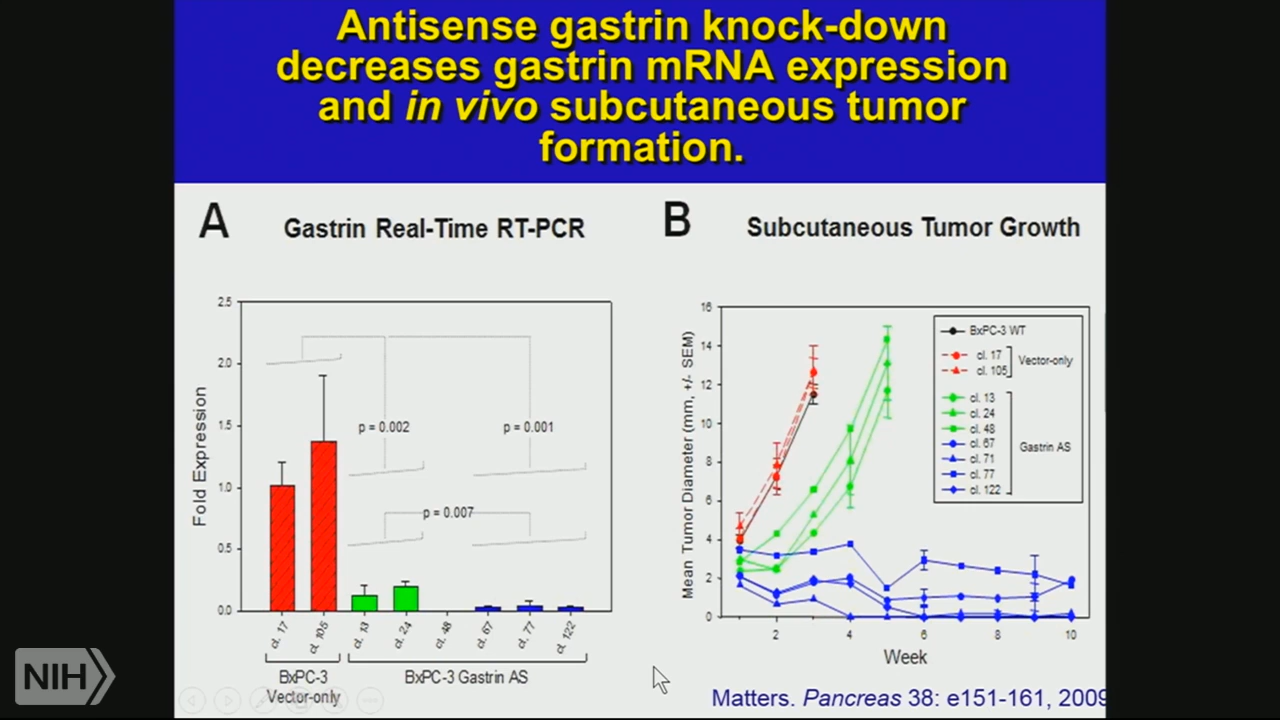 Antisense gastrin knock-down
decreases gastrin mRNA expression
and in vivo subcutaneous tumor
formation.
A
Gastrin Real-Time RT-PCR
Fold Expression
2.5
2.0
1.5
1.0
0.5
0.0
p = 0.002
p = 0.001
p = 0.007
cl. 17
cl. 105
cl. 13
cl. 24
cl. 48
cl. 67
cl. 77
cl. 122
BxPC-3
Vector-only
BxPC-3 Gastrin AS
B
Subcutaneous Tumor Growth
Mean Tumor Diameter (mm, +/- SEM)
16
14
12
10
8
6
4
2
0
2
4
6
8
10
Week
BxPC-3 WT
cl. 17
cl. 105
Vector-only
cl. 13
cl. 24
cl. 48
cl. 67
cl. 71
cl. 77
cl. 122
Gastrin AS
Matters. Pancreas 38: e151-161, 2009
NIH